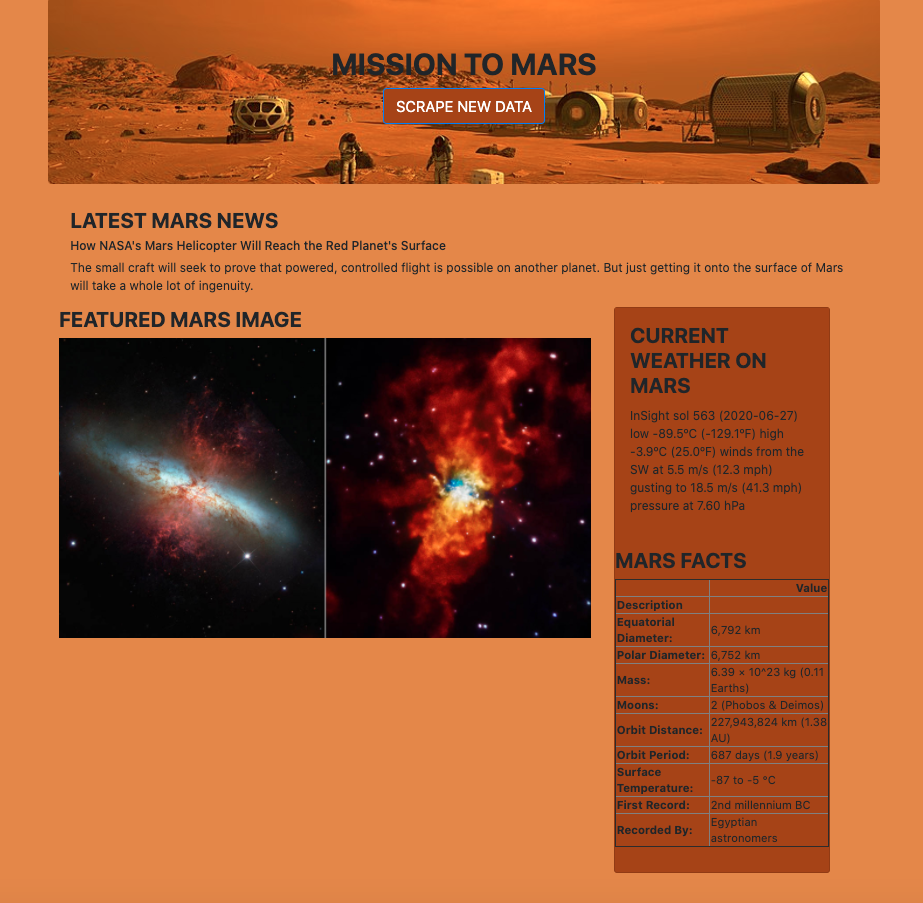 MISSION TO MARS
SCRAPE NEW DATA
LATEST MARS NEWS
How NASA's Mars Helicopter Will Reach the Red Planet's Surface
The small craft will seek to prove that powered, controlled flight is possible on another planet. But just getting it onto the surface of Mars
will take a whole lot of ingenuity.
FEATURED MARS IMAGE
CURRENT
WEATHER ON
MARS
InSight sol 563 (2020-06-27)
low -89.5ºC (-129.1ºF) high
-3.9ºC (25.0ºF) winds from the
SW at 5.5 m/s (12.3 mph)
gusting to 18.5 m/s (41.3 mph)
pressure at 7.60 hPa
MARS FACTS
Value
Description
Equatorial
Diameter:
6,792 km
Polar Diameter: 6,752 km
Mass:
6.39 × 10^23 kg (0.11
Earths)
Moons: 2 (Phobos & Deimos)
Orbit Distance:
227,943,824 km (1.38
AU)
Orbit Period: 687 days (1.9 years)
Surface
Temperature:
-87 to -5 °C
First Record: 2nd millennium BC
Recorded By:
Egyptian
astronomers